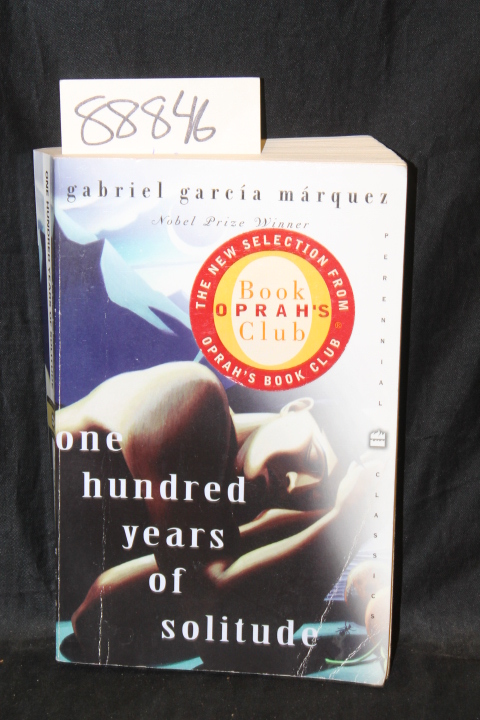 88846
gabriel garcía márquez
Nobel Prize Winner
THE NEW SELECTION FROM
Book
OPRAH'S
Club
®
OPRAH'S BOOK CLUB
PERENNIAL
CLASSICS
one
hundred
years
of
solitude